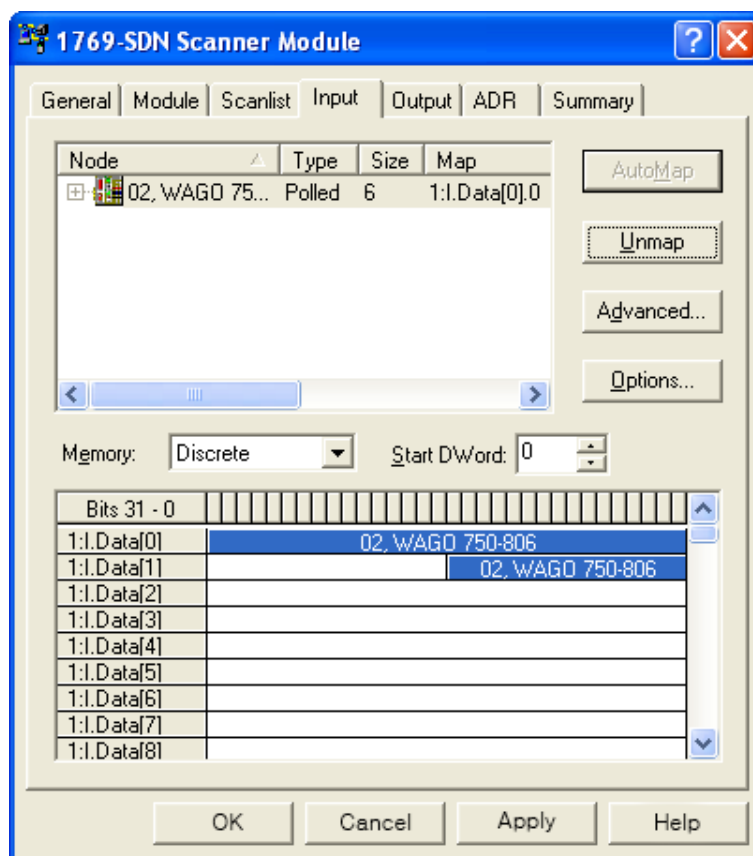 1769-SDN Scanner Module
General Module Scanlist Input Output ADR Summary
Node Type Size Map
02, WAGO 75... Polled 6 1:I.Data[0].0
AutoMap
Unmap
Advanced...
Options...
Memory: Discrete Start DWord: 0
Bits 31 - 0
1:I.Data[0] 02, WAGO 750-806
1:I.Data[1] 02, WAGO 750-806
1:I.Data[2]
1:I.Data[3]
1:I.Data[4]
1:I.Data[5]
1:I.Data[6]
1:I.Data[7]
1:I.Data[8]
OK Cancel Apply Help